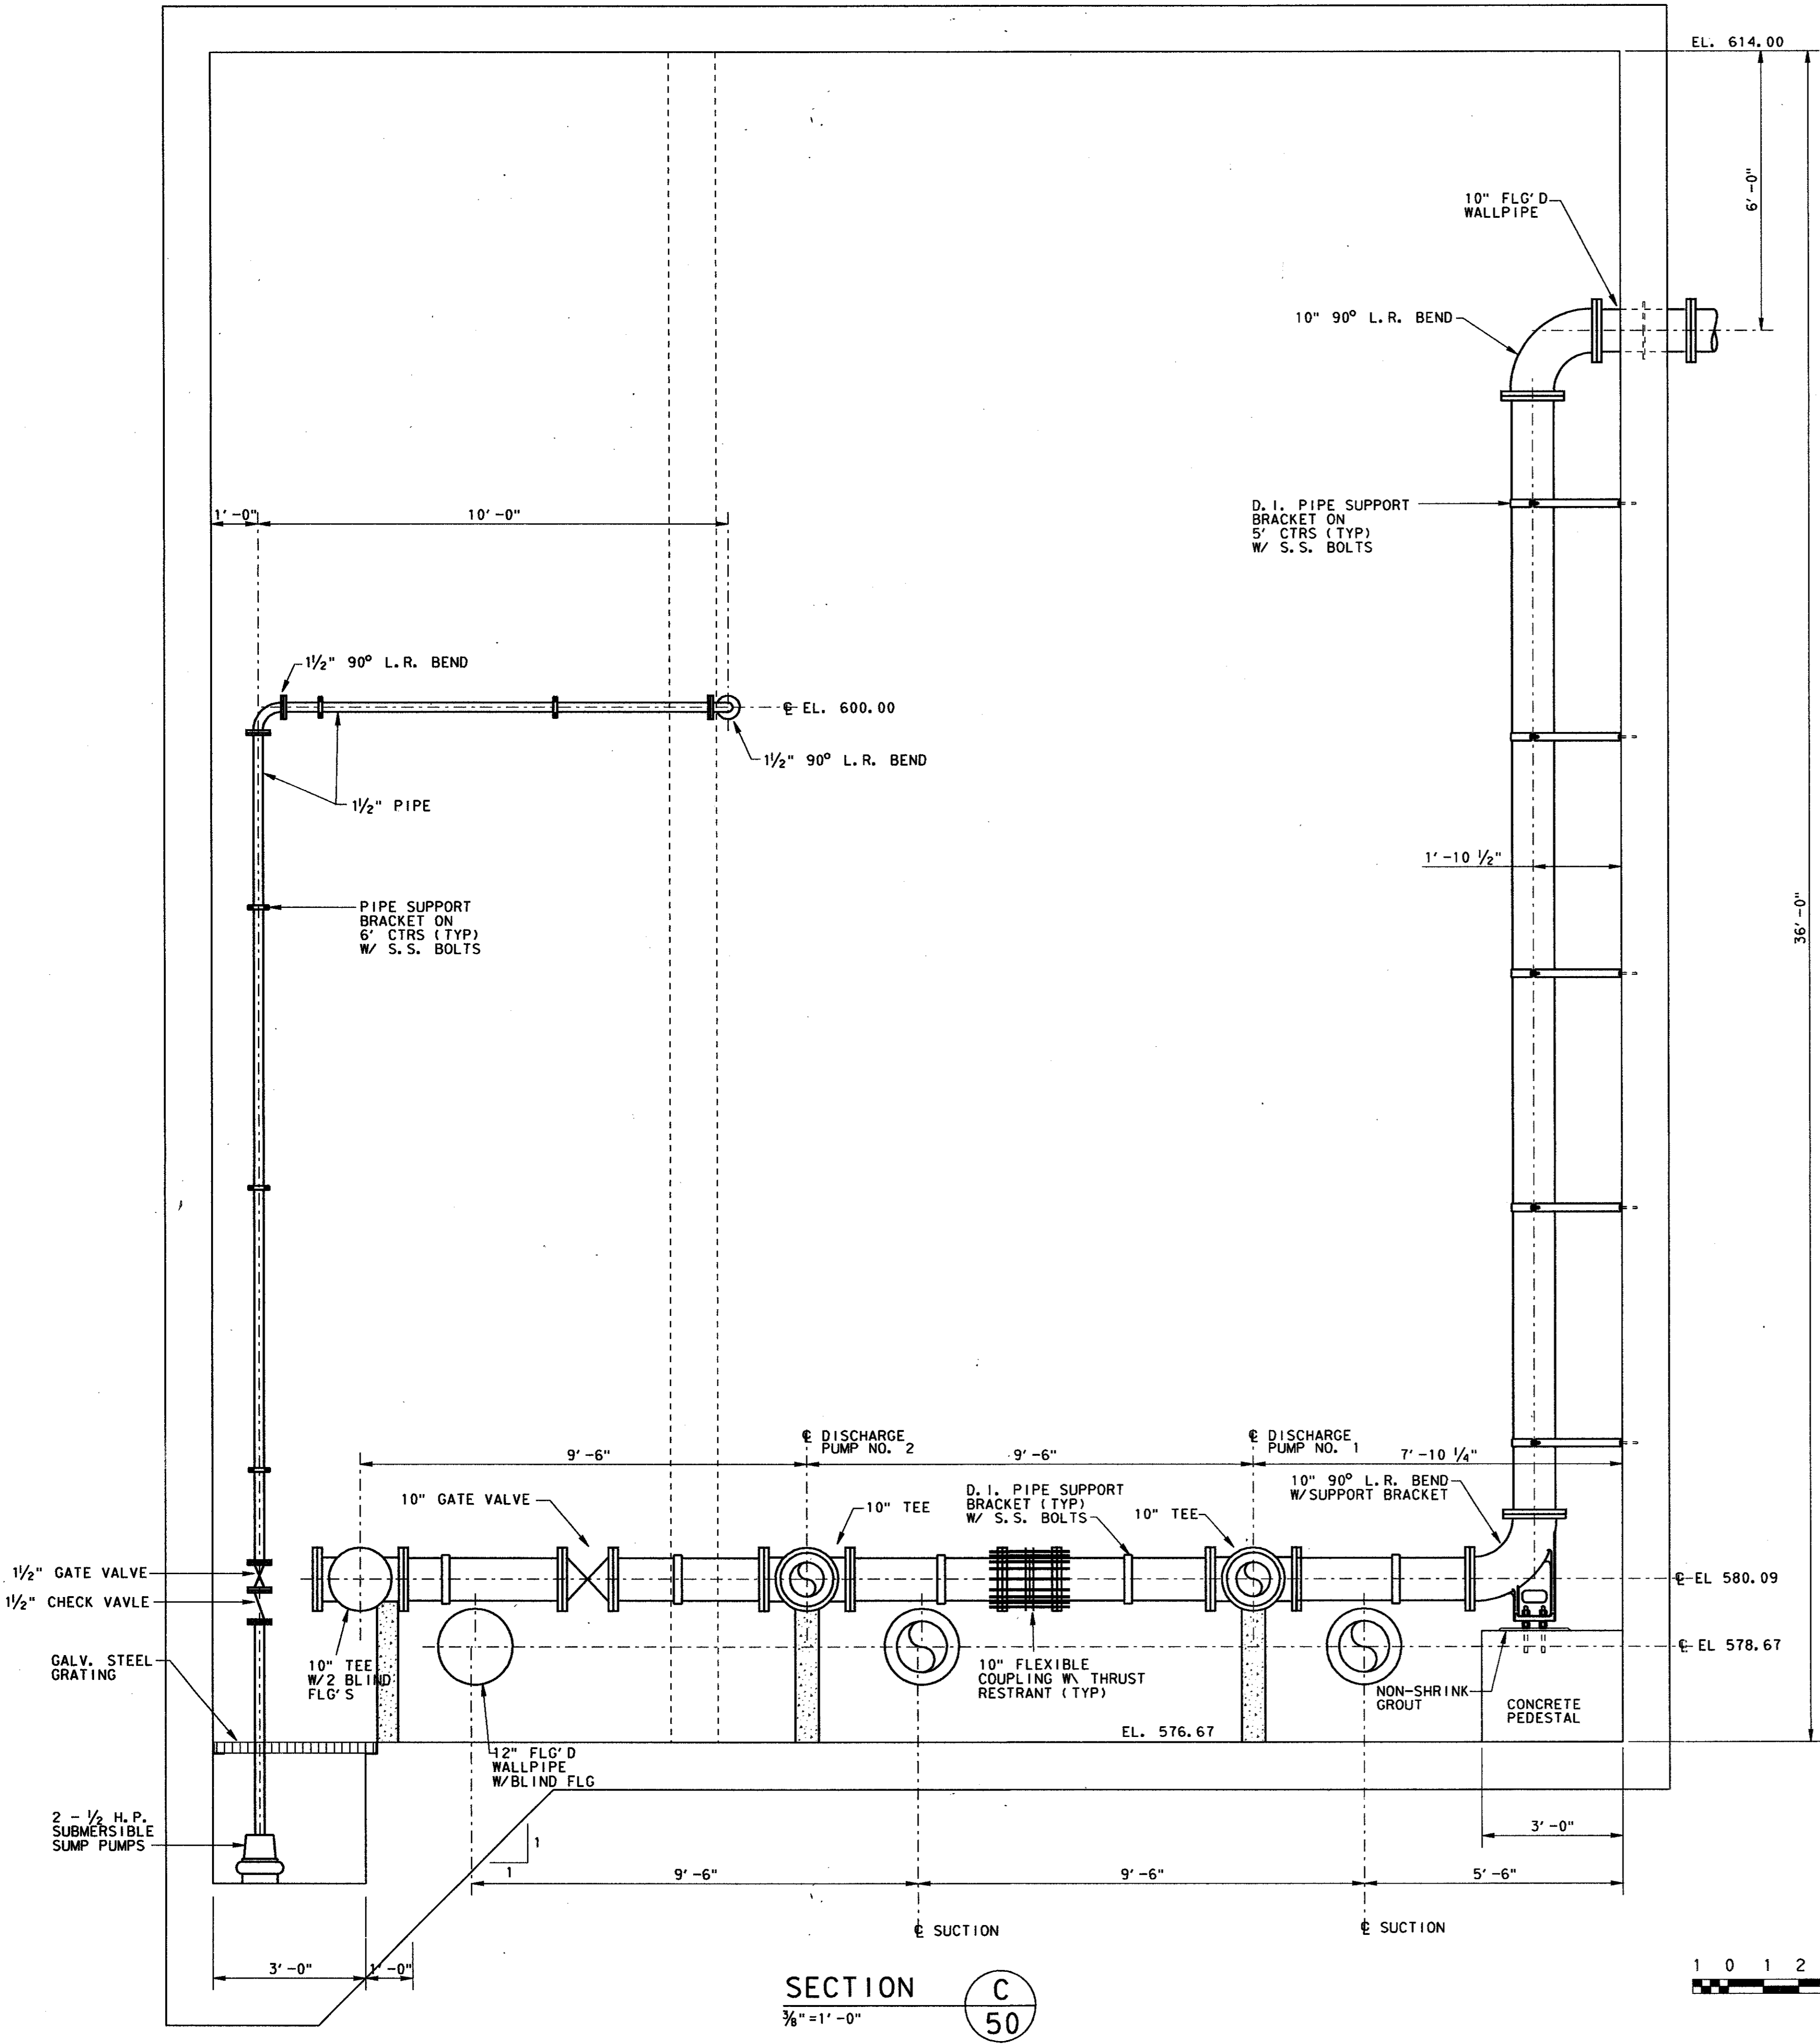 EL. 614.00
6'-0"
10" FLG'D
WALLPIPE
10" 90° L.R. BEND
D.I. PIPE SUPPORT
BRACKET ON
5' CTRS (TYP)
W/ S.S. BOLTS
1'-0"
10'-0"
1½" 90° L.R. BEND
℄ EL. 600.00
1½" 90° L.R. BEND
1½" PIPE
1'-10 ½"
PIPE SUPPORT
BRACKET ON
6' CTRS (TYP)
W/ S.S. BOLTS
36'-0"
℄ DISCHARGE
PUMP NO. 2
℄ DISCHARGE
PUMP NO. 1
9'-6"
9'-6"
7'-10 ¼"
10" GATE VALVE
10" TEE
D.I. PIPE SUPPORT
BRACKET (TYP)
W/ S.S. BOLTS
10" TEE
10" 90° L.R. BEND
W/SUPPORT BRACKET
1½" GATE VALVE
1½" CHECK VAVLE
℄ EL 580.09
℄ EL 578.67
GALV. STEEL
GRATING
10" TEE
W/2 BLIND
FLG'S
10" FLEXIBLE
COUPLING W\ THRUST
RESTRANT (TYP)
NON-SHRINK
GROUT
CONCRETE
PEDESTAL
EL. 576.67
12" FLG'D
WALLPIPE
W/BLIND FLG
2 - ½ H.P.
SUBMERSIBLE
SUMP PUMPS
1
1
3'-0"
9'-6"
9'-6"
5'-6"
℄ SUCTION
℄ SUCTION
3'-0"
1'-0"
SECTION
C
50
⅜"=1'-0"
1 0 1 2